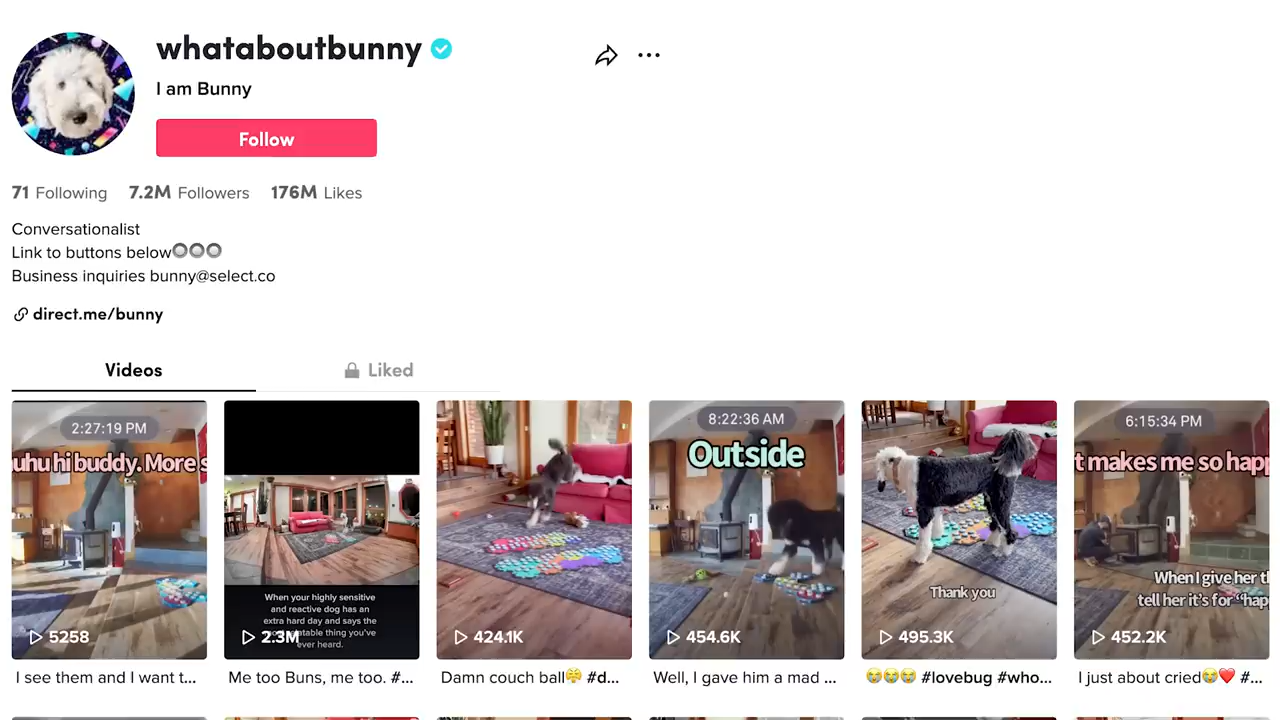 whataboutbunny
I am Bunny
Follow
71 Following 7.2M Followers 176M Likes
Conversationalist
Link to buttons below
Business inquiries bunny@select.co
direct.me/bunny
Videos
Liked
2:27:19 PM
uhu hi buddy. More s
5258
I see them and I want t...
When your highly sensitive
and reactive dog has an
extra hard day and says the
thing you've
ever heard.
2.3M
Me too Buns, me too. #...
424.1K
Damn couch ball😤 #d...
8:22:36 AM
Outside
454.6K
Well, I gave him a mad ...
Thank you
495.3K
😭😭😭 #lovebug #who...
6:15:34 PM
t makes me so happ
When I give her th
tell her it's for "hap
452.2K
I just about cried😭❤️ #...